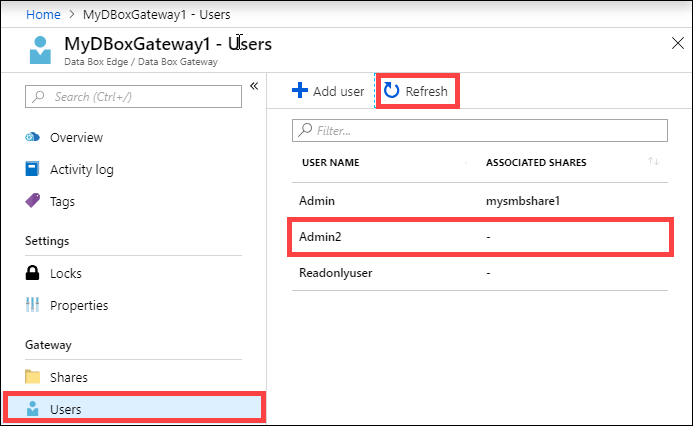 Home > MyDBoxGateway1 - Users
MyDBoxGateway1 - Users
Data Box Edge / Data Box Gateway
Search (Ctrl+/)
«
Overview
Activity log
Tags
Settings
Locks
Properties
Gateway
Shares
Users
Add user
Refresh
Filter...
USER NAME ASSOCIATED SHARES
Admin mysmbshare1
Admin2 -
Readonlyuser -